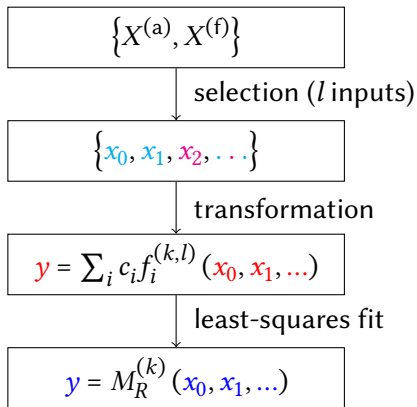 {X^(a), X^(f)}
selection (l inputs)
{x_0, x_1, x_2, ...}
transformation
y = ∑_i c_i f_i^(k,l) (x_0, x_1, ...)
least-squares fit
y = M_R^(k) (x_0, x_1, ...)